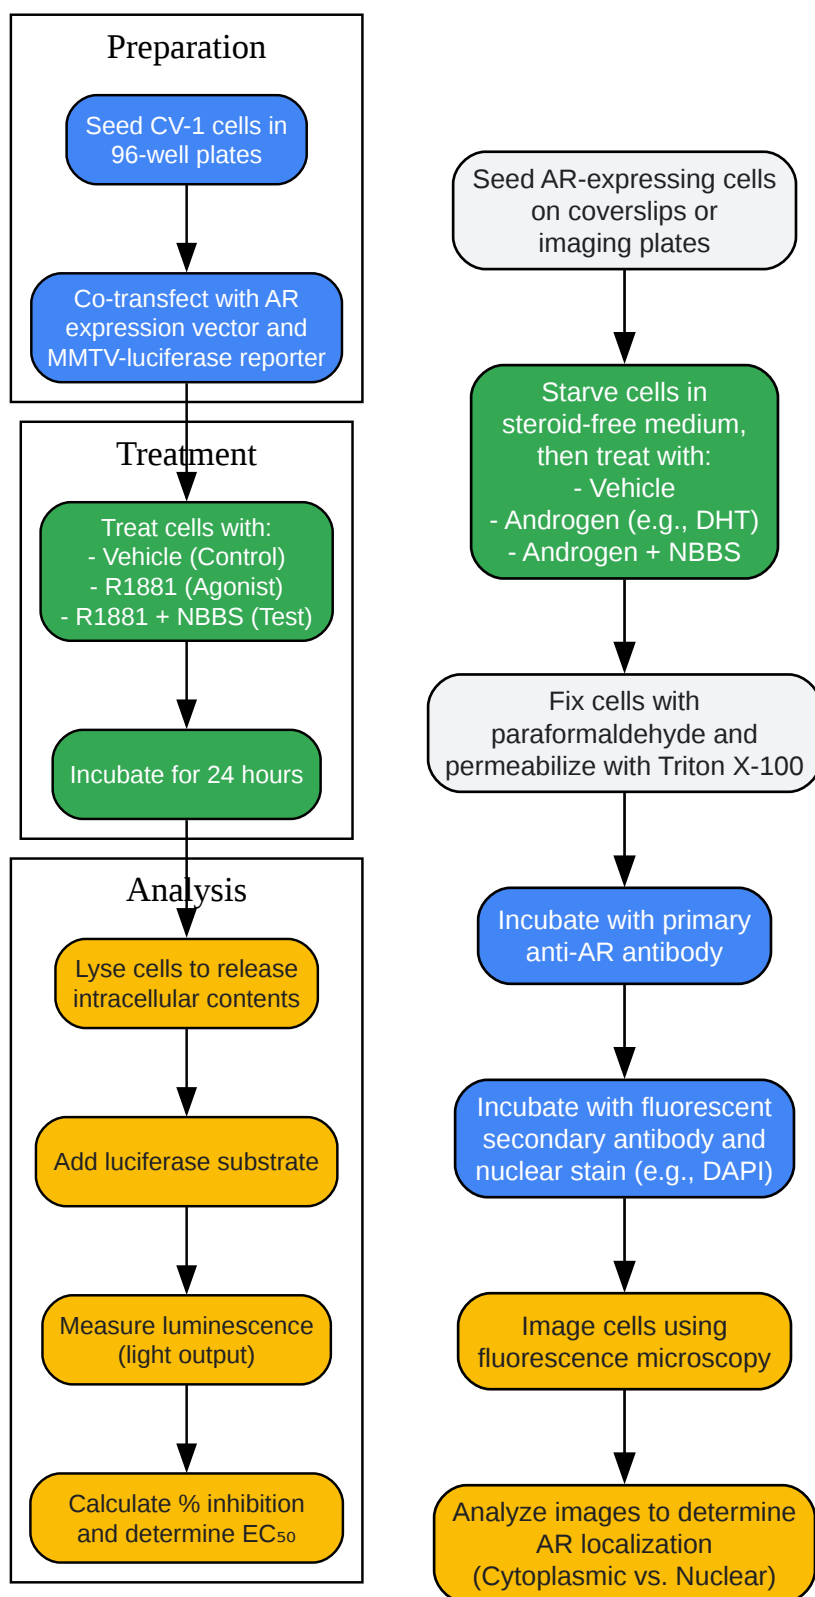 Preparation
Seed CV-1 cells in
96-well plates
Co-transfect with AR
expression vector and
MMTV-luciferase reporter
Treatment
Treat cells with:
- Vehicle (Control)
- R1881 (Agonist)
- R1881 + NBBS (Test)
Incubate for 24 hours
Analysis
Lyse cells to release
intracellular contents
Add luciferase substrate
Measure luminescence
(light output)
Calculate % inhibition
and determine EC₅₀
Seed AR-expressing cells
on coverslips or
imaging plates
Starve cells in
steroid-free medium,
then treat with:
- Vehicle
- Androgen (e.g., DHT)
- Androgen + NBBS
Fix cells with
paraformaldehyde and
permeabilize with Triton X-100
Incubate with primary
anti-AR antibody
Incubate with fluorescent
secondary antibody and
nuclear stain (e.g., DAPI)
Image cells using
fluorescence microscopy
Analyze images to determine
AR localization
(Cytoplasmic vs. Nuclear)